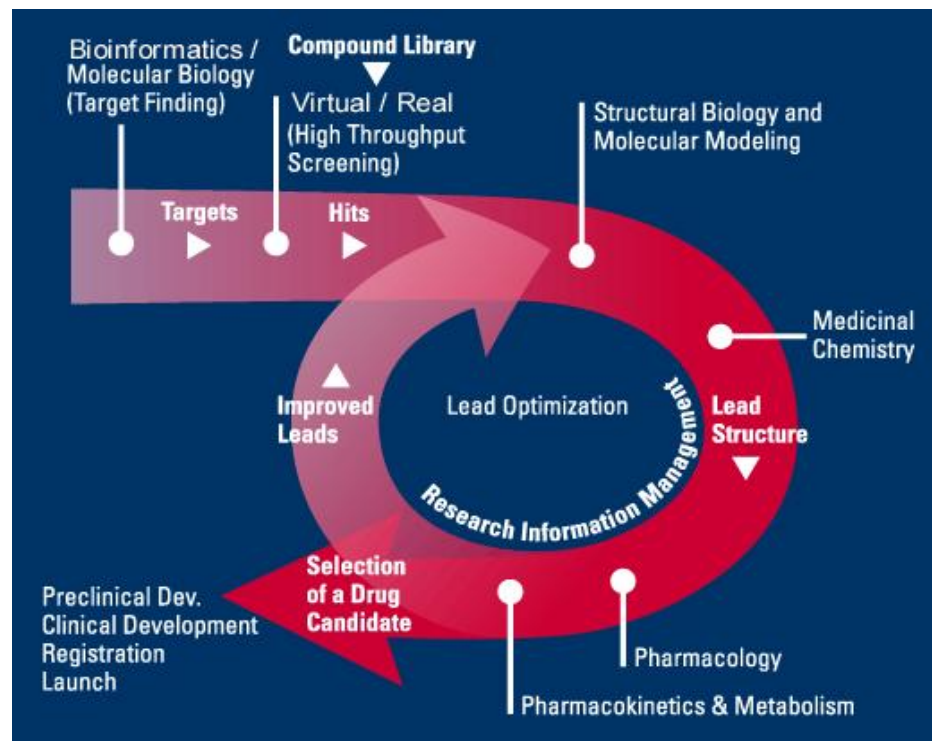 Bioinformatics /
Molecular Biology
(Target Finding)
Compound Library
Virtual / Real
(High Throughput
Screening)
Structural Biology and
Molecular Modeling
Targets
Hits
Medicinal
Chemistry
Improved
Leads
Lead Optimization
Lead
Structure
Research Information Management
Selection
of a Drug
Candidate
Preclinical Dev.
Clinical Development
Registration
Launch
Pharmacology
Pharmacokinetics & Metabolism